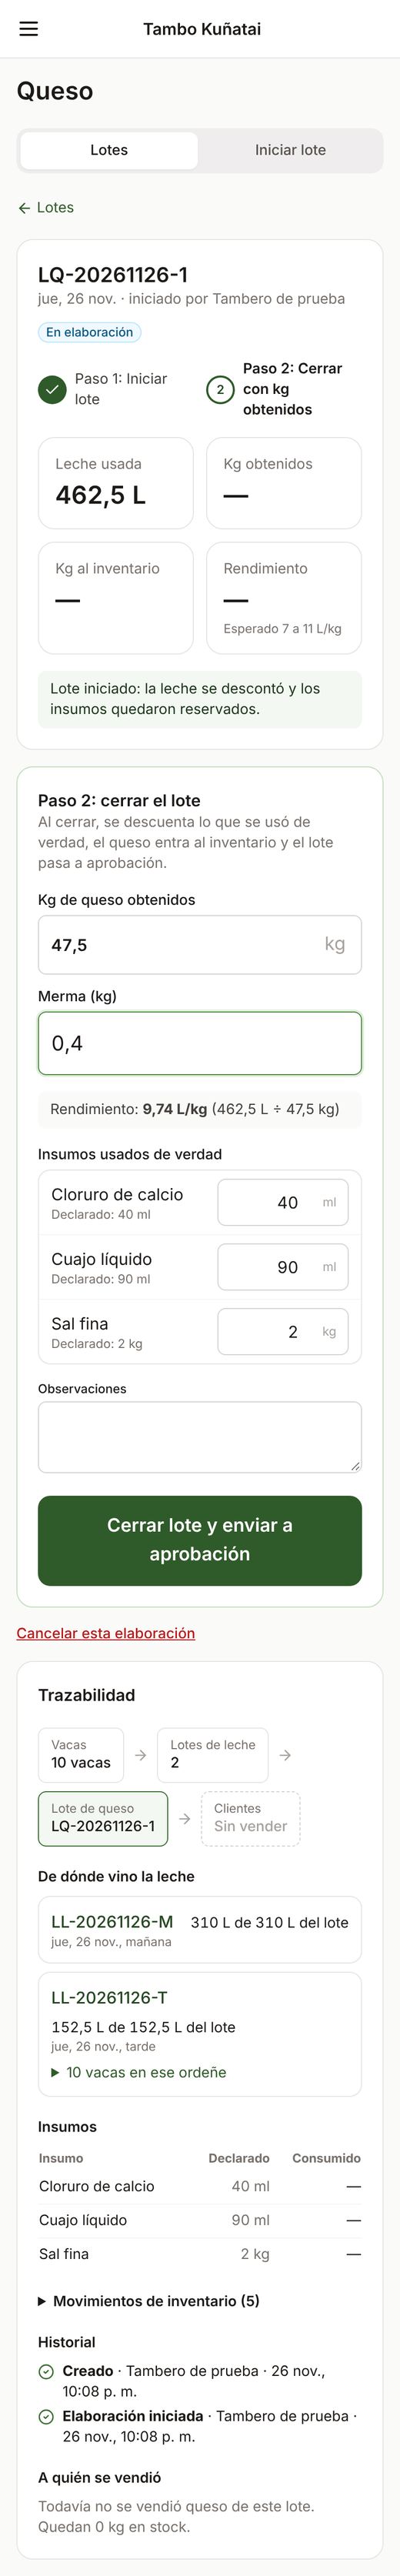 Tambo Kuñatai
Queso
Lotes
Iniciar lote
← Lotes
LQ-20261126-1
jue, 26 nov. · iniciado por Tambero de prueba
En elaboración
Paso 1: Iniciar
lote
2
Paso 2: Cerrar
con kg
obtenidos
Leche usada
462,5 L
Kg obtenidos
—
Kg al inventario
—
Rendimiento
—
Esperado 7 a 11 L/kg
Lote iniciado: la leche se descontó y los
insumos quedaron reservados.
Paso 2: cerrar el lote
Al cerrar, se descuenta lo que se usó de
verdad, el queso entra al inventario y el lote
pasa a aprobación.
Kg de queso obtenidos
47,5 kg
Merma (kg)
0,4
Rendimiento: 9,74 L/kg (462,5 L ÷ 47,5 kg)
Insumos usados de verdad
Cloruro de calcio
Declarado: 40 ml
40 ml
Cuajo líquido
Declarado: 90 ml
90 ml
Sal fina
Declarado: 2 kg
2 kg
Observaciones
Cerrar lote y enviar a
aprobación
Cancelar esta elaboración
Trazabilidad
Vacas
10 vacas
→
Lotes de leche
2
→
Lote de queso
LQ-20261126-1
→
Clientes
Sin vender
De dónde vino la leche
LL-20261126-M 310 L de 310 L del lote
jue, 26 nov., mañana
LL-20261126-T
152,5 L de 152,5 L del lote
jue, 26 nov., tarde
▶ 10 vacas en ese ordeñe
Insumos
Insumo Declarado Consumido
Cloruro de calcio 40 ml —
Cuajo líquido 90 ml —
Sal fina 2 kg —
▶ Movimientos de inventario (5)
Historial
Creado · Tambero de prueba · 26 nov.,
10:08 p. m.
Elaboración iniciada · Tambero de prueba ·
26 nov., 10:08 p. m.
A quién se vendió
Todavía no se vendió queso de este lote.
Quedan 0 kg en stock.